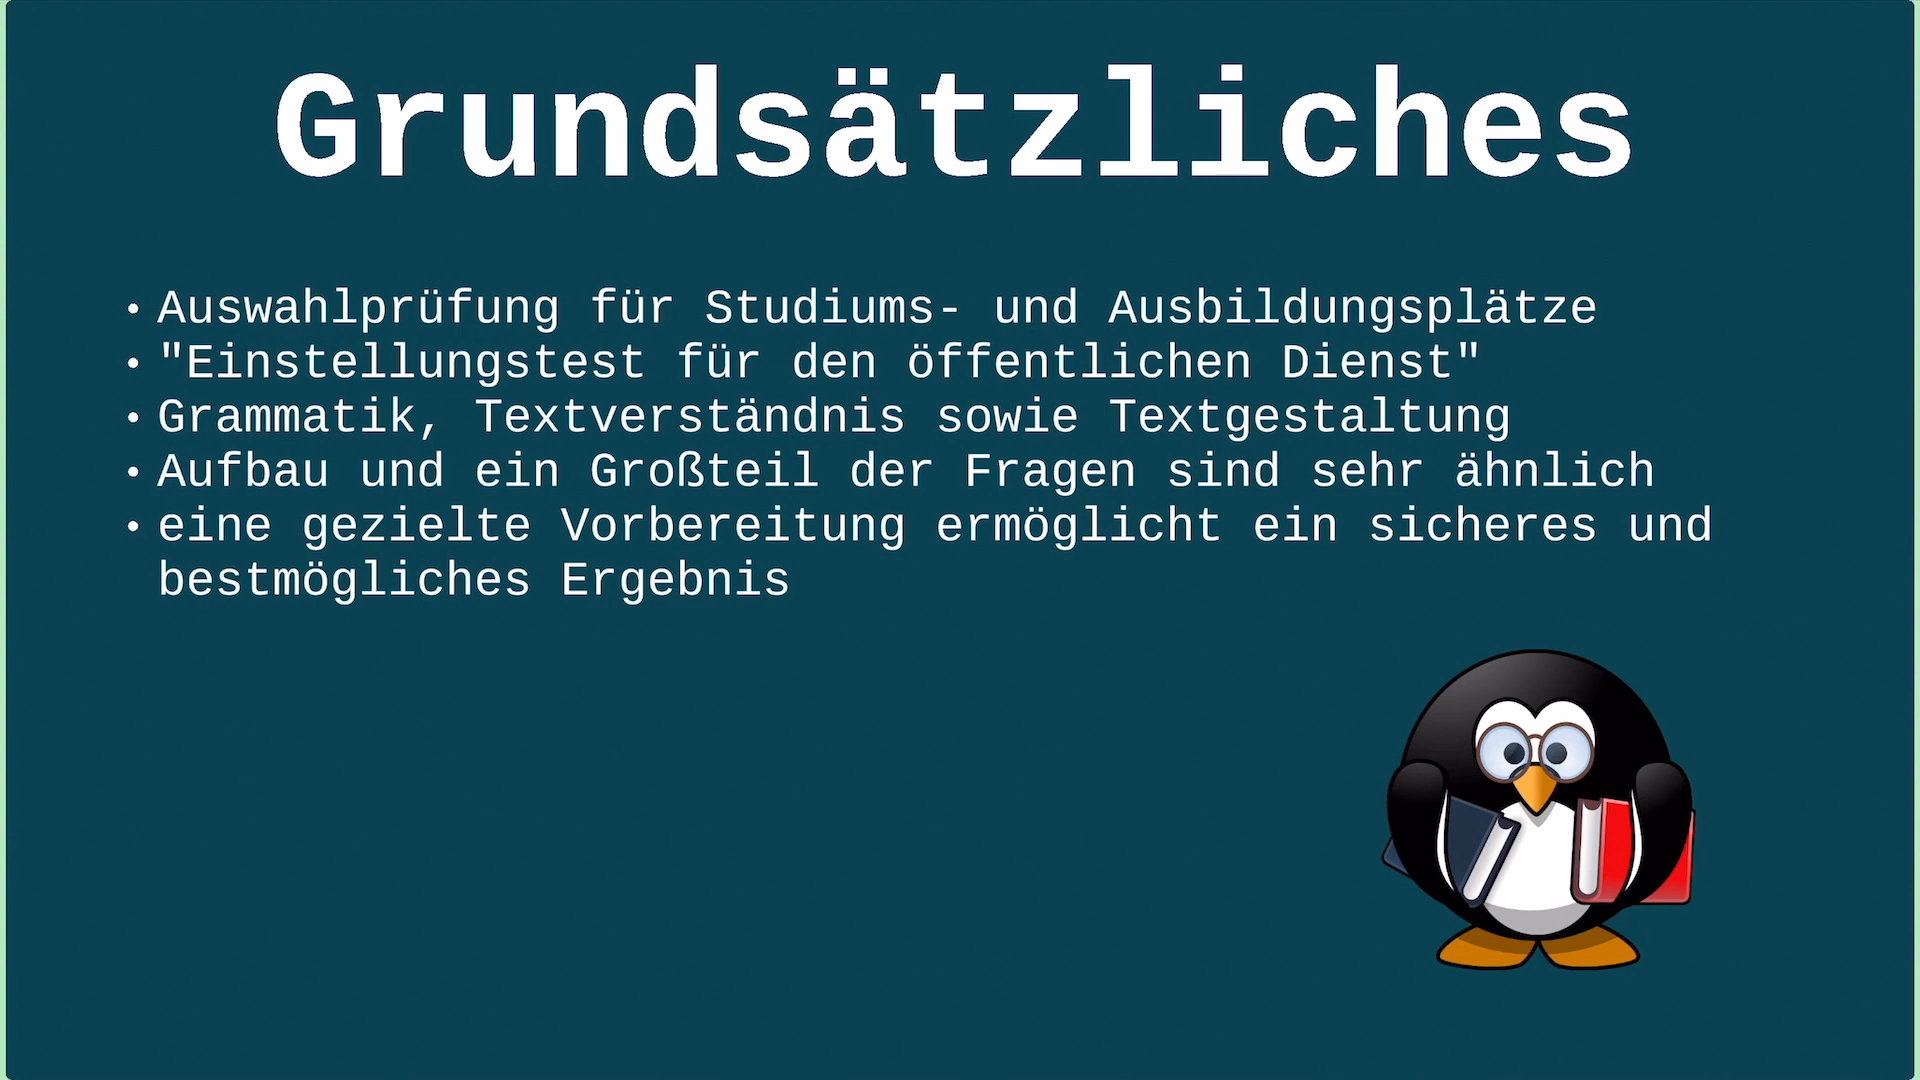 Grundsätzliches
• Auswahlprüfung für Studiums- und Ausbildungsplätze
• "Einstellungstest für den öffentlichen Dienst"
• Grammatik, Textverständnis sowie Textgestaltung
• Aufbau und ein Großteil der Fragen sind sehr ähnlich
• eine gezielte Vorbereitung ermöglicht ein sicheres und
bestmögliches Ergebnis